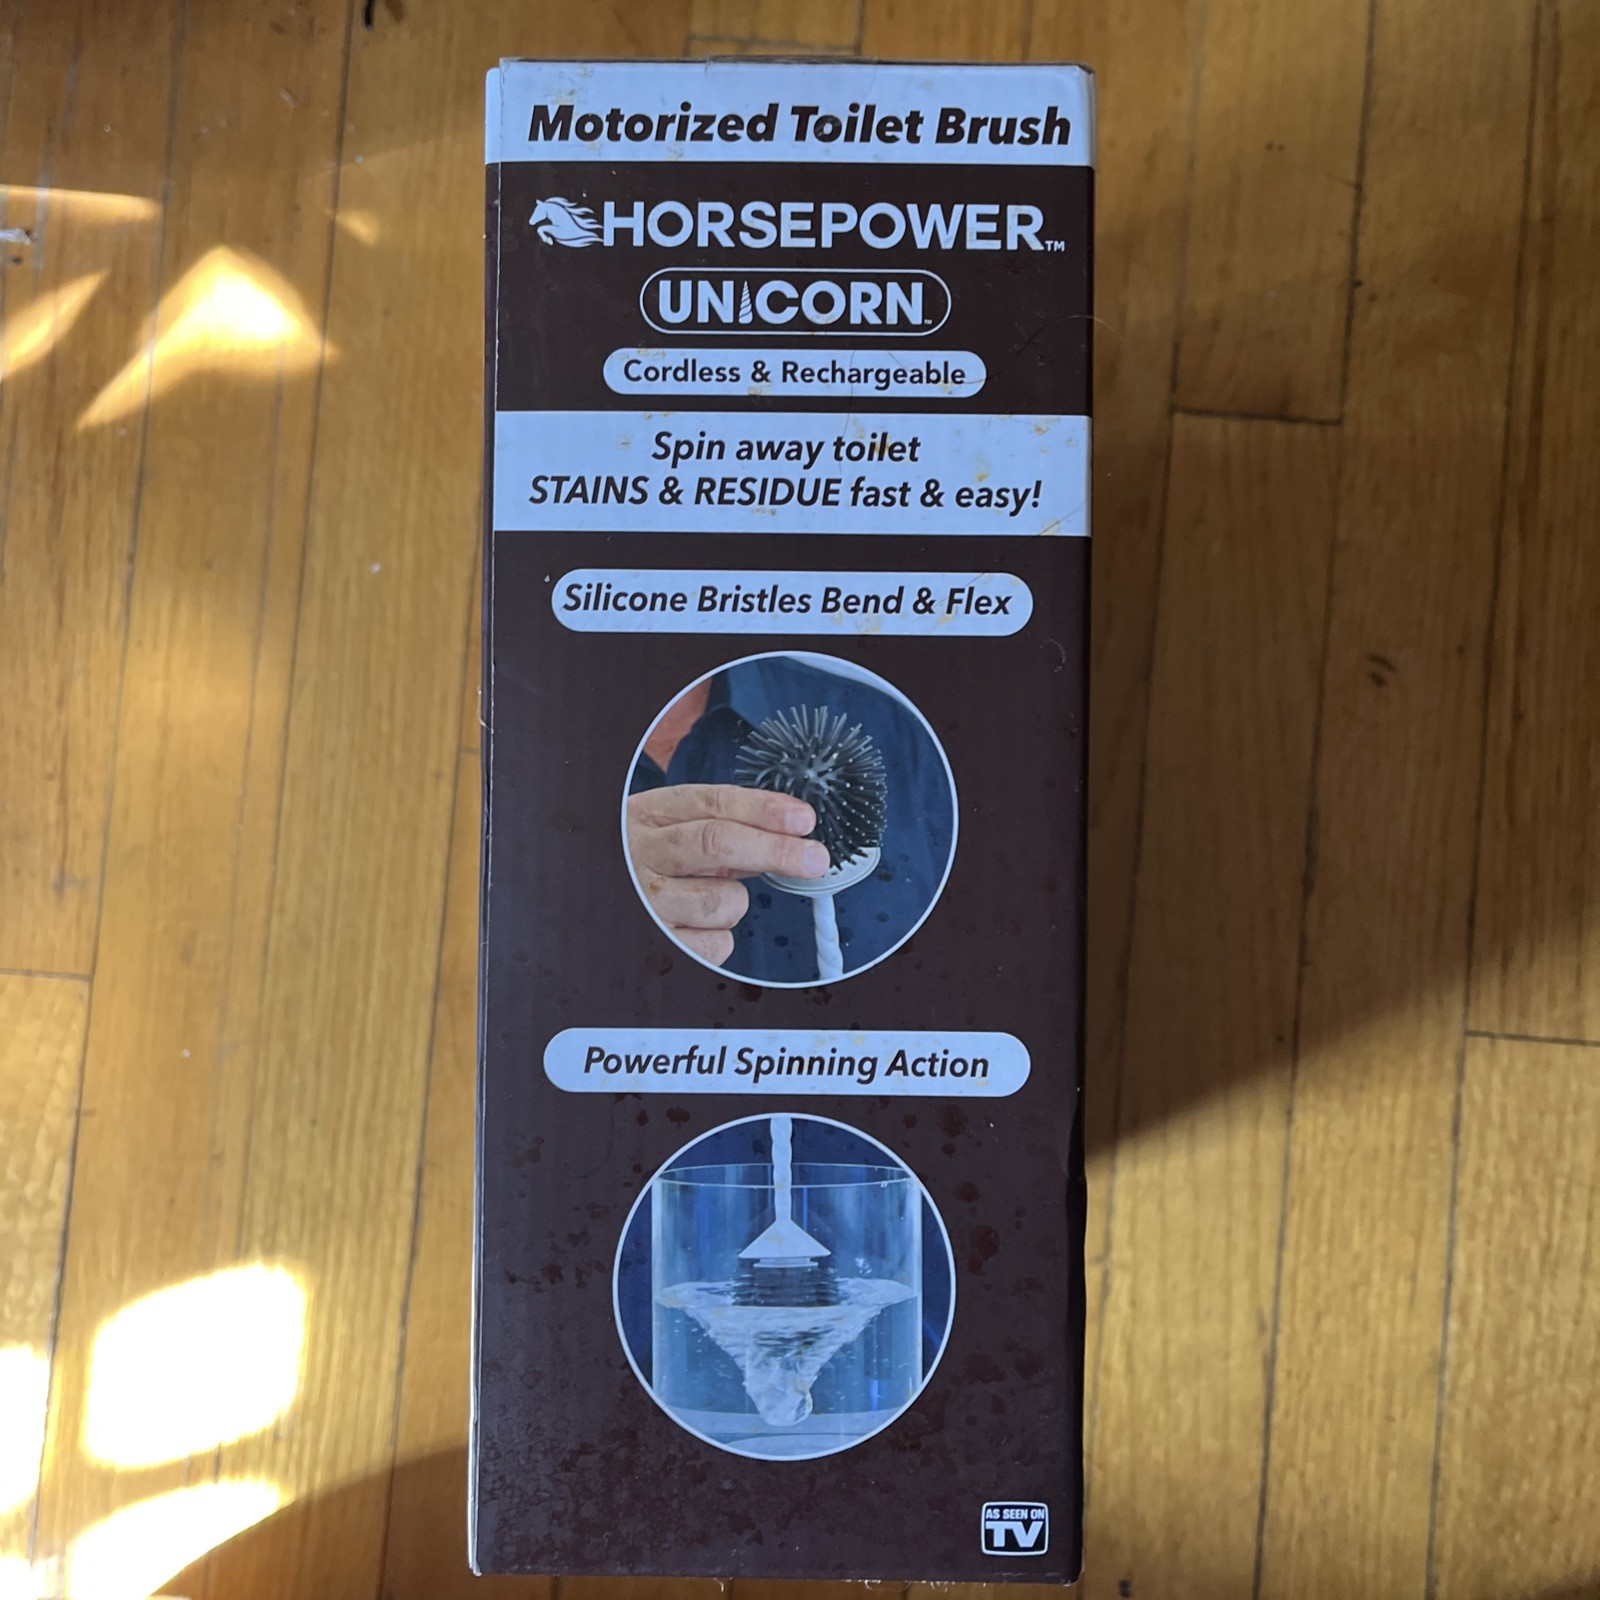 Motorized Toilet Brush
HORSEPOWER™
UNICORN™
Cordless & Rechargeable
Spin away toilet
STAINS & RESIDUE fast & easy!
Silicone Bristles Bend & Flex
Powerful Spinning Action
AS SEEN ON
TV